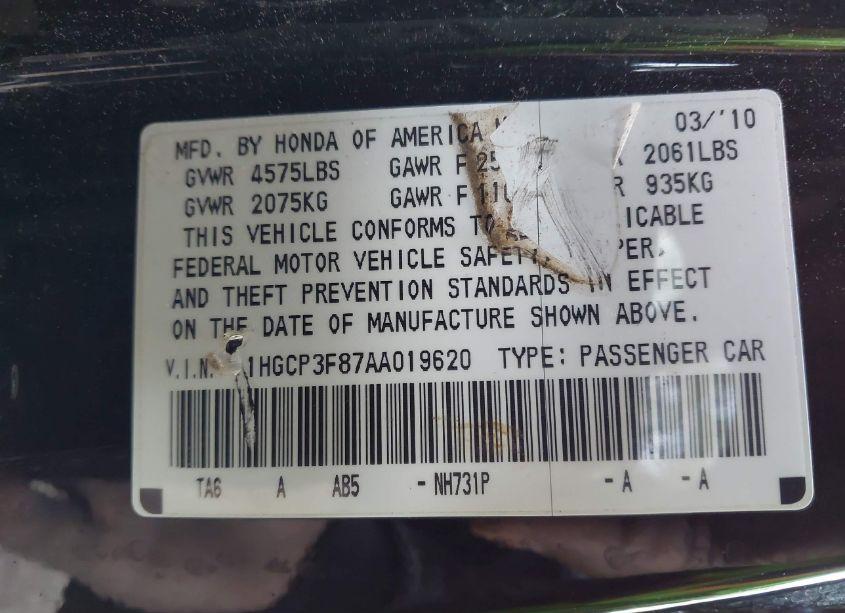 MFD. BY HONDA OF AMERICA 03/'10
GVWR 4575LBS GAWR F 2061LBS
GVWR 2075KG GAWR F 935KG
THIS VEHICLE CONFORMS
FEDERAL MOTOR VEHICLE
AND THEFT PREVENTION STANDARDS IN EFFECT
ON THE DATE OF MANUFACTURE SHOWN ABOVE.
V.I.N. 1HGCP3F87AA019620 TYPE: PASSENGER CAR
TA6 A AB5 -NH731P -A -A